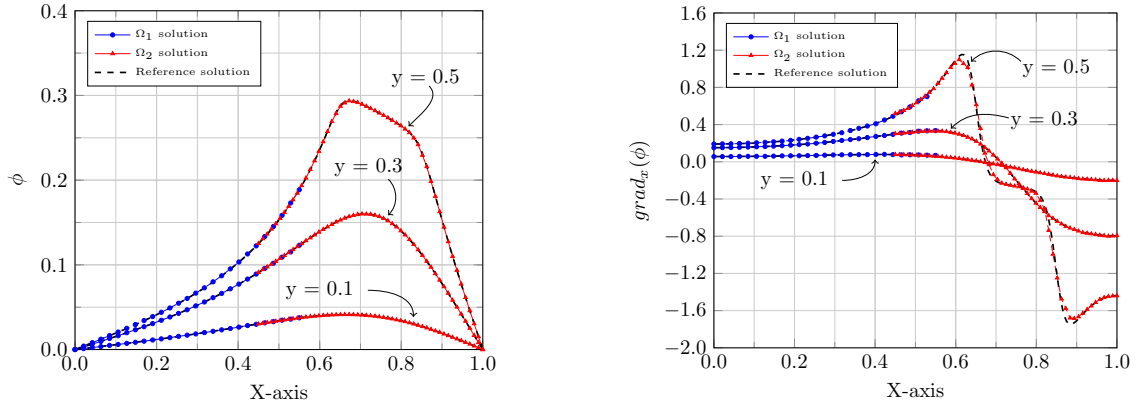 0.4
0.3
0.2
0.1
0.0
0.0 0.2 0.4 0.6 0.8 1.0
X-axis
ϕ
Ω1 solution
Ω2 solution
Reference solution
y = 0.5
y = 0.3
y = 0.1
1.6
1.2
0.8
0.4
0.0
−0.4
−0.8
−1.2
−1.6
−2.0
0.0 0.2 0.4 0.6 0.8 1.0
X-axis
grad_x(ϕ)
Ω1 solution
Ω2 solution
Reference solution
y = 0.5
y = 0.3
y = 0.1